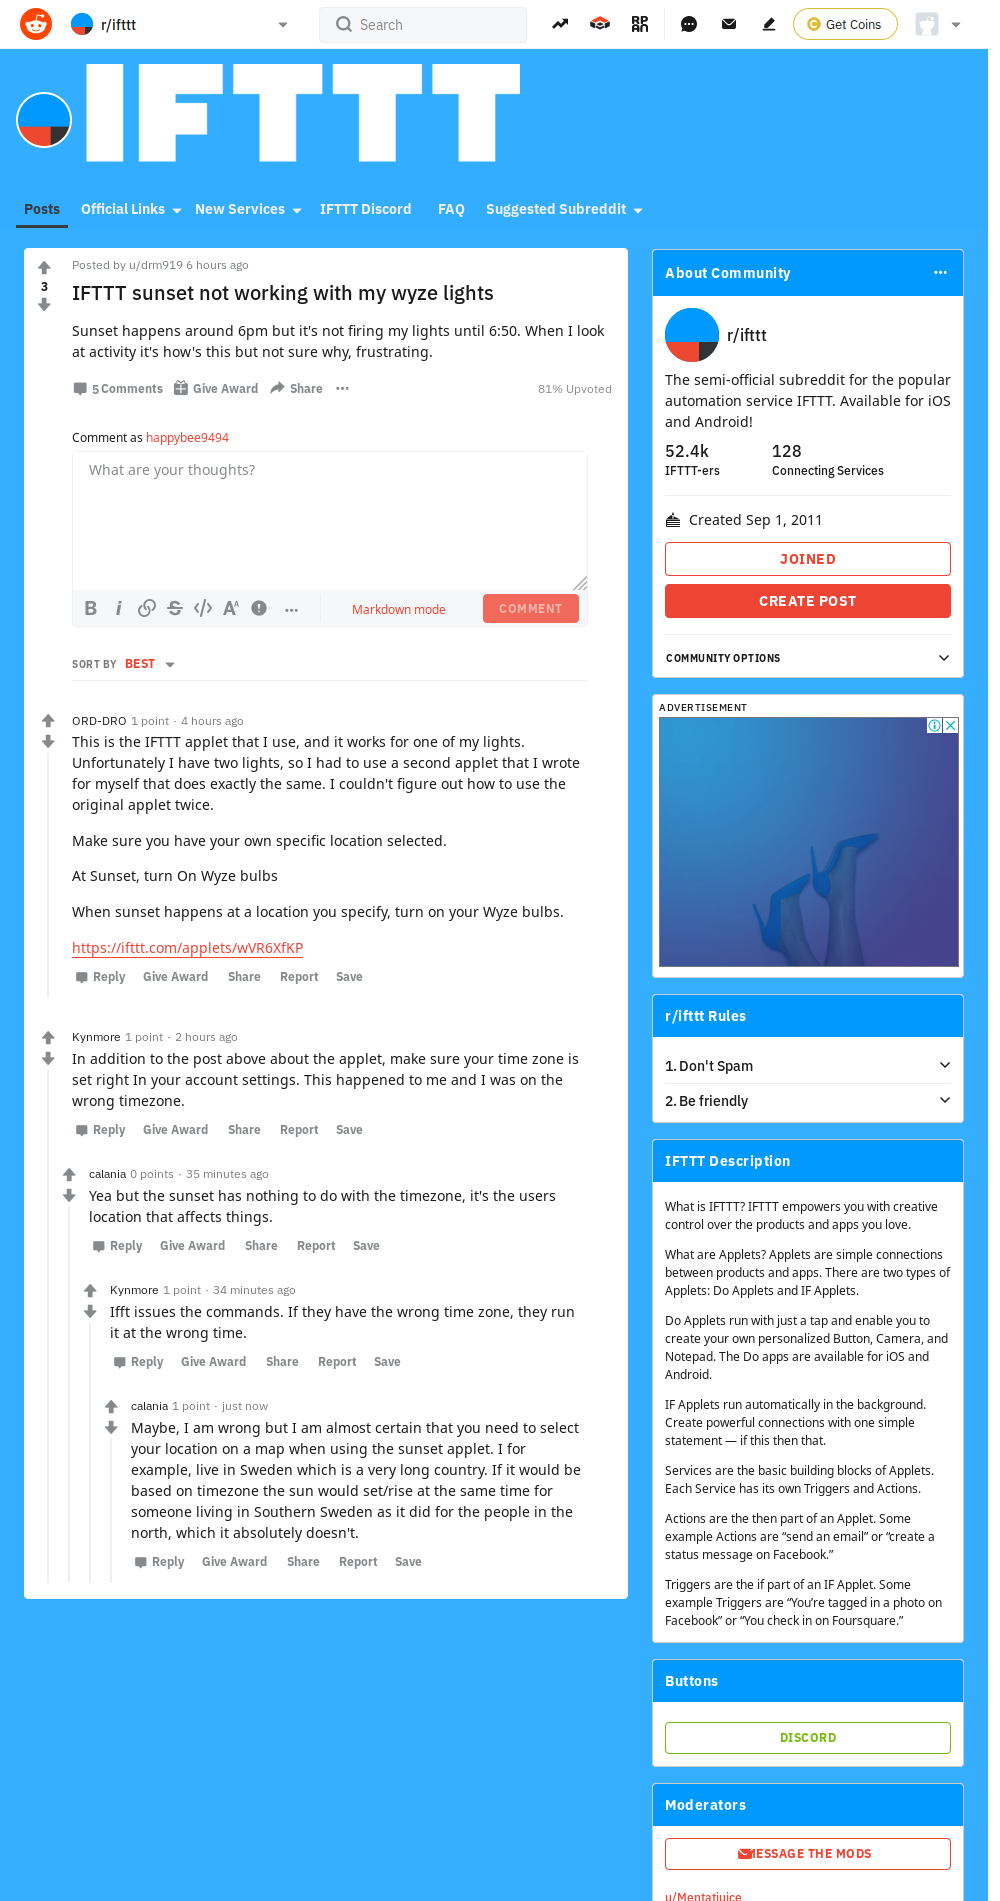 r/ifttt
Search
Get Coins
IFTTT
Posts
Official Links
New Services
IFTTT Discord
FAQ
Suggested Subreddit
3
Posted by u/drm919 6 hours ago
IFTTT sunset not working with my wyze lights
Sunset happens around 6pm but it's not firing my lights until 6:50. When I look
at activity it's how's this but not sure why, frustrating.
5 Comments
Give Award
Share
81% Upvoted
Comment as happybee9494
What are your thoughts?
Markdown mode
COMMENT
SORT BY BEST
ORD-DRO 1 point · 4 hours ago
This is the IFTTT applet that I use, and it works for one of my lights.
Unfortunately I have two lights, so I had to use a second applet that I wrote
for myself that does exactly the same. I couldn't figure out how to use the
original applet twice.
Make sure you have your own specific location selected.
At Sunset, turn On Wyze bulbs
When sunset happens at a location you specify, turn on your Wyze bulbs.
https://ifttt.com/applets/wVR6XfKP
Reply Give Award Share Report Save
Kynmore 1 point · 2 hours ago
In addition to the post above about the applet, make sure your time zone is
set right In your account settings. This happened to me and I was on the
wrong timezone.
Reply Give Award Share Report Save
calania 0 points · 35 minutes ago
Yea but the sunset has nothing to do with the timezone, it's the users
location that affects things.
Reply Give Award Share Report Save
Kynmore 1 point · 34 minutes ago
Ifft issues the commands. If they have the wrong time zone, they run
it at the wrong time.
Reply Give Award Share Report Save
calania 1 point · just now
Maybe, I am wrong but I am almost certain that you need to select
your location on a map when using the sunset applet. I for
example, live in Sweden which is a very long country. If it would be
based on timezone the sun would set/rise at the same time for
someone living in Southern Sweden as it did for the people in the
north, which it absolutely doesn't.
Reply Give Award Share Report Save
About Community
r/ifttt
The semi-official subreddit for the popular
automation service IFTTT. Available for iOS
and Android!
52.4k 128
IFTTT-ers Connecting Services
Created Sep 1, 2011
JOINED
CREATE POST
COMMUNITY OPTIONS
ADVERTISEMENT
r/ifttt Rules
1. Don't Spam
2. Be friendly
IFTTT Description
What is IFTTT? IFTTT empowers you with creative
control over the products and apps you love.
What are Applets? Applets are simple connections
between products and apps. There are two types of
Applets: Do Applets and IF Applets.
Do Applets run with just a tap and enable you to
create your own personalized Button, Camera, and
Notepad. The Do apps are available for iOS and
Android.
IF Applets run automatically in the background.
Create powerful connections with one simple
statement — if this then that.
Services are the basic building blocks of Applets.
Each Service has its own Triggers and Actions.
Actions are the then part of an Applet. Some
example Actions are “send an email” or “create a
status message on Facebook.”
Triggers are the if part of an IF Applet. Some
example Triggers are “You’re tagged in a photo on
Facebook” or “You check in on Foursquare.”
Buttons
DISCORD
Moderators
MESSAGE THE MODS
u/Mentatjuice